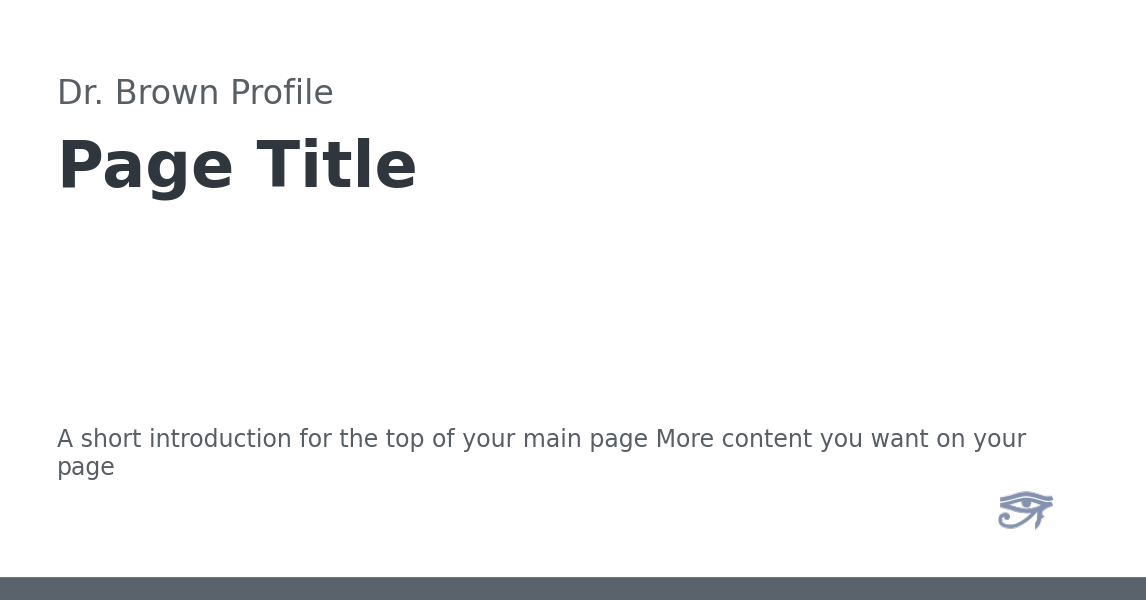 Dr. Brown Profile
Page Title
A short introduction for the top of your main page More content you want on your
page